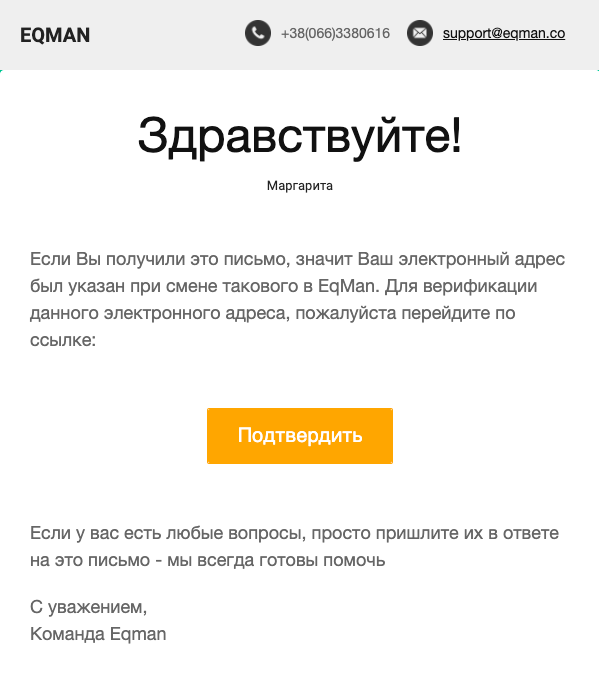 EQMAN
+38(066)3380616
support@eqman.co
Здравствуйте!
Маргарита
Если Вы получили это письмо, значит Ваш электронный адрес
был указан при смене такового в EqMan. Для верификации
данного электронного адреса, пожалуйста перейдите по
ссылке:
Подтвердить
Если у вас есть любые вопросы, просто пришлите их в ответе
на это письмо - мы всегда готовы помочь
С уважением,
Команда Eqman